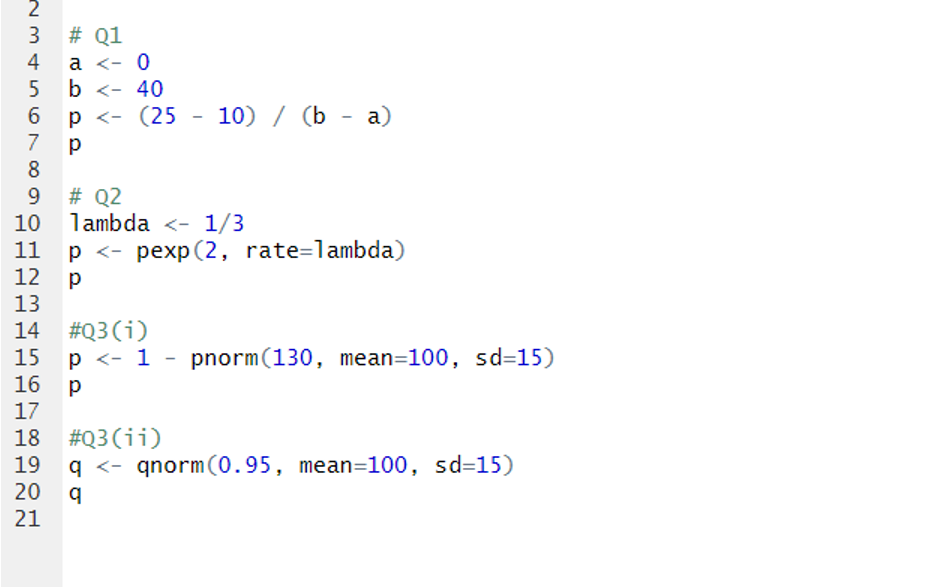 2
3 # Q1
4 a <- 0
5 b <- 40
6 p <- (25 - 10) / (b - a)
7 p
8
9 # Q2
10 lambda <- 1/3
11 p <- pexp(2, rate=lambda)
12 p
13
14 #Q3(i)
15 p <- 1 - pnorm(130, mean=100, sd=15)
16 p
17
18 #Q3(ii)
19 q <- qnorm(0.95, mean=100, sd=15)
20 q
21